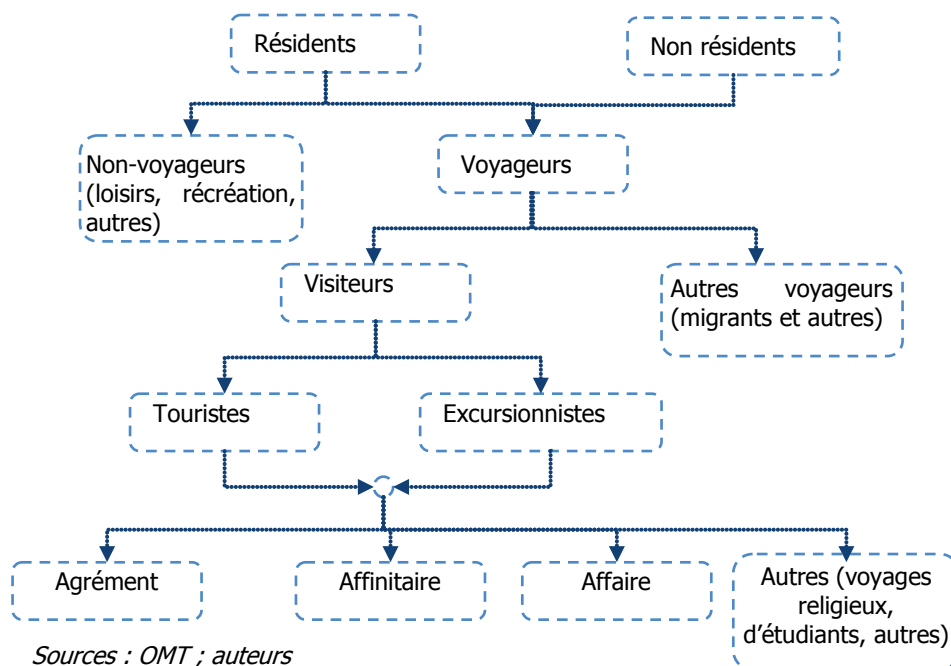 Résidents
Non résidents
Non-voyageurs
(loisirs, récréation,
autres)
Voyageurs
Visiteurs
Autres voyageurs
(migrants et autres)
Touristes
Excursionnistes
Agrément
Affinitaire
Affaire
Autres (voyages
religieux,
d'étudiants, autres)
Sources : OMT ; auteurs